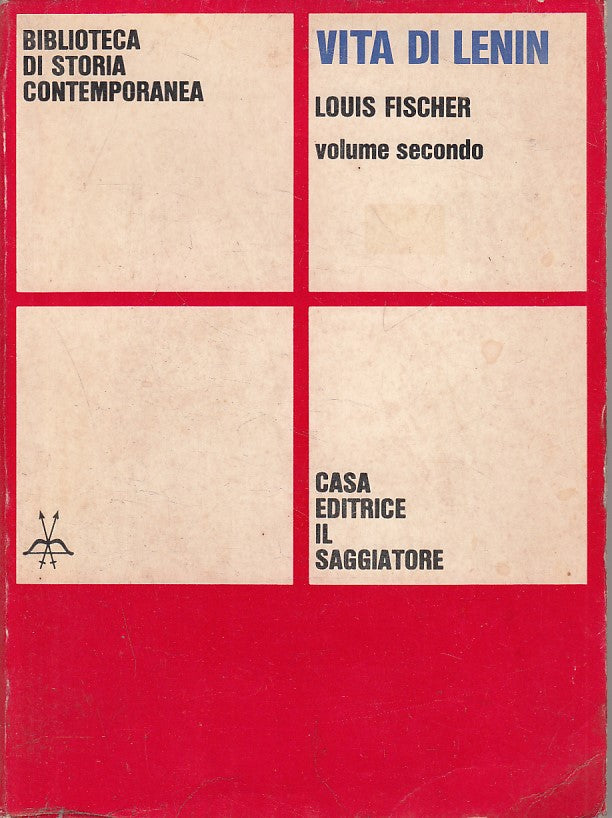 BIBLIOTECA
DI STORIA
CONTEMPORANEA
VITA DI LENIN
LOUIS FISCHER
volume secondo
CASA
EDITRICE
IL
SAGGIATORE